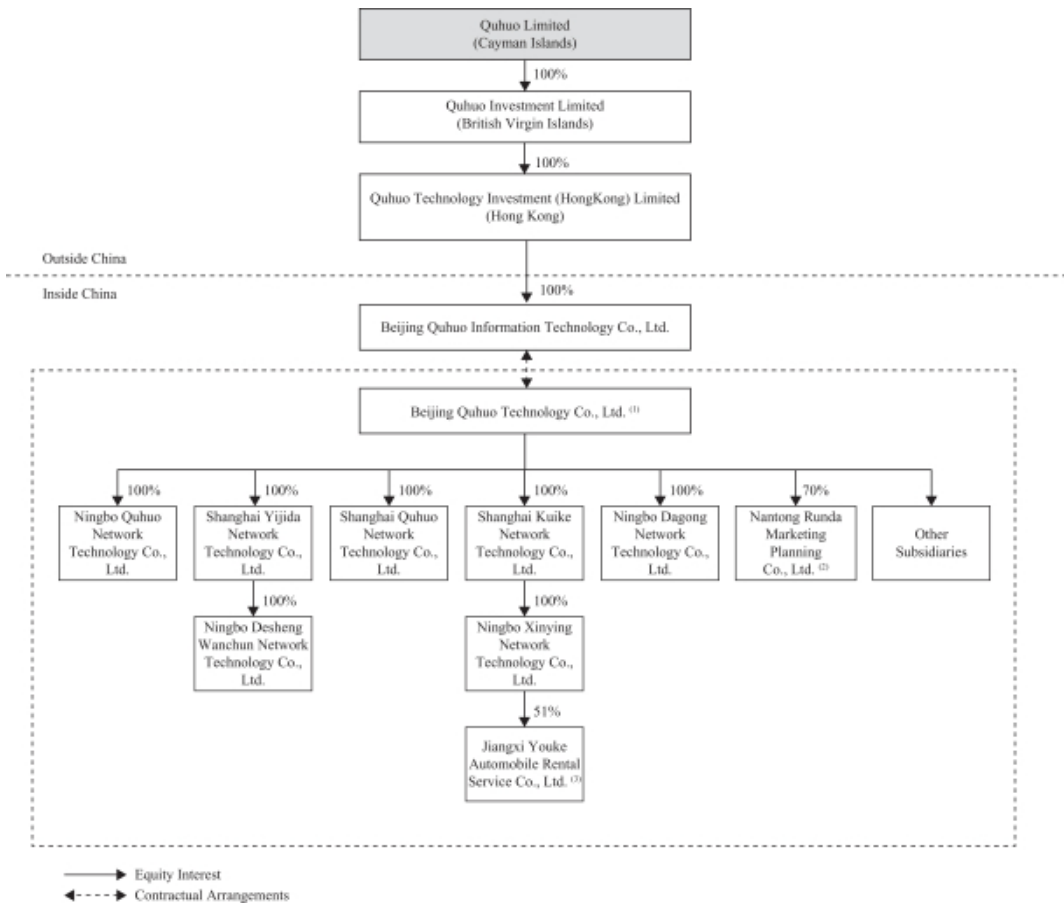 Quhuo Limited
(Cayman Islands)
100%
Quhuo Investment Limited
(British Virgin Islands)
100%
Quhuo Technology Investment (HongKong) Limited
(Hong Kong)
Outside China
Inside China
100%
Beijing Quhuo Information Technology Co., Ltd.
Beijing Quhuo Technology Co., Ltd. (1)
100%
100%
100%
100%
100%
70%
Ningbo Quhuo
Network
Technology Co.,
Ltd.
Shanghai Yijida
Network
Technology Co.,
Ltd.
Shanghai Quhuo
Network
Technology Co.,
Ltd.
Shanghai Kuike
Network
Technology Co.,
Ltd.
Ningbo Dagong
Network
Technology Co.,
Ltd.
Nantong Runda
Marketing
Planning
Co., Ltd. (2)
Other
Subsidiaries
100%
100%
Ningbo Desheng
Wanchun Network
Technology Co.,
Ltd.
Ningbo Xinying
Network
Technology Co.,
Ltd.
51%
Jiangxi Youke
Automobile Rental
Service Co., Ltd. (3)
Equity Interest
Contractual Arrangements